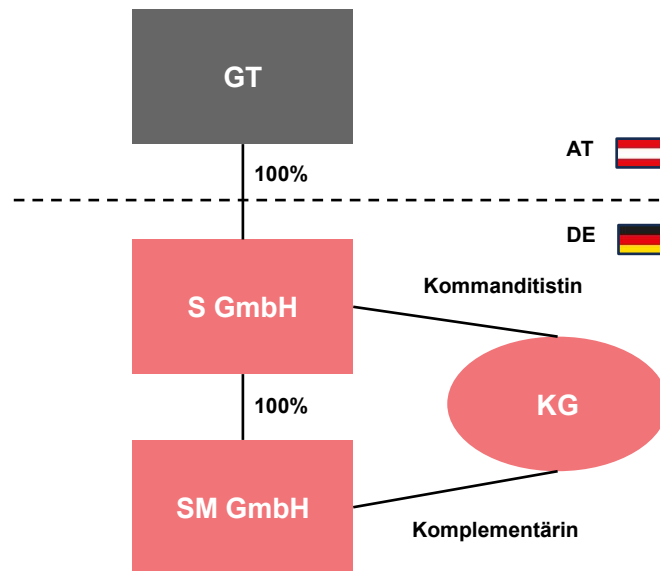 GT
AT
100%
DE
Kommanditistin
S GmbH
100%
KG
SM GmbH
Komplementärin